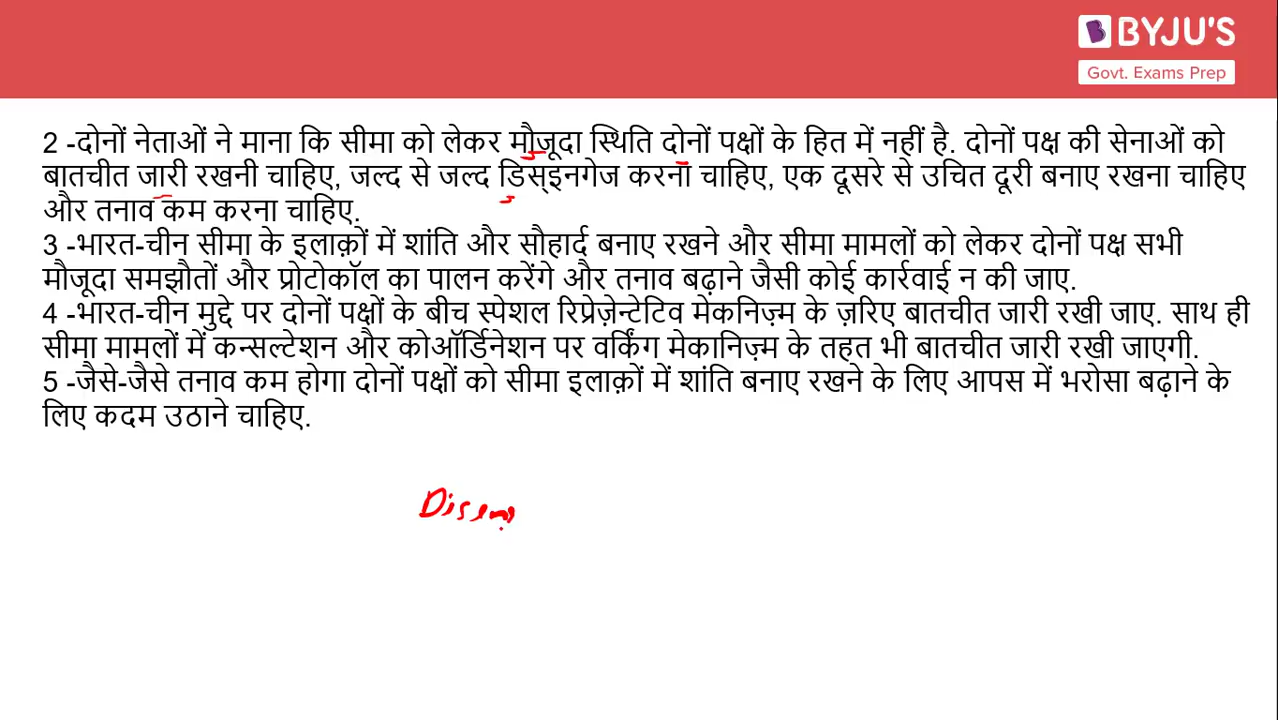 BYJU'S
Govt. Exams Prep
2 -दोनों नेताओं ने माना कि सीमा को लेकर मौजूदा स्थिति दोनों पक्षों के हित में नहीं है. दोनों पक्ष की सेनाओं को
बातचीत जारी रखनी चाहिए, जल्द से जल्द डिस्इनगेज करना चाहिए, एक दूसरे से उचित दूरी बनाए रखना चाहिए
और तनाव कम करना चाहिए.
3 -भारत-चीन सीमा के इलाक़ों में शांति और सौहार्द बनाए रखने और सीमा मामलों को लेकर दोनों पक्ष सभी
मौजूदा समझौतों और प्रोटोकॉल का पालन करेंगे और तनाव बढ़ाने जैसी कोई कार्रवाई न की जाए.
4 -भारत-चीन मुद्दे पर दोनों पक्षों के बीच स्पेशल रिप्रेज़ेन्टेटिव मेकनिज़्म के ज़रिए बातचीत जारी रखी जाए. साथ ही
सीमा मामलों में कन्सल्टेशन और कोऑर्डिनेशन पर वर्किंग मेकानिज़्म के तहत भी बातचीत जारी रखी जाएगी.
5 -जैसे-जैसे तनाव कम होगा दोनों पक्षों को सीमा इलाक़ों में शांति बनाए रखने के लिए आपस में भरोसा बढ़ाने के
लिए कदम उठाने चाहिए.